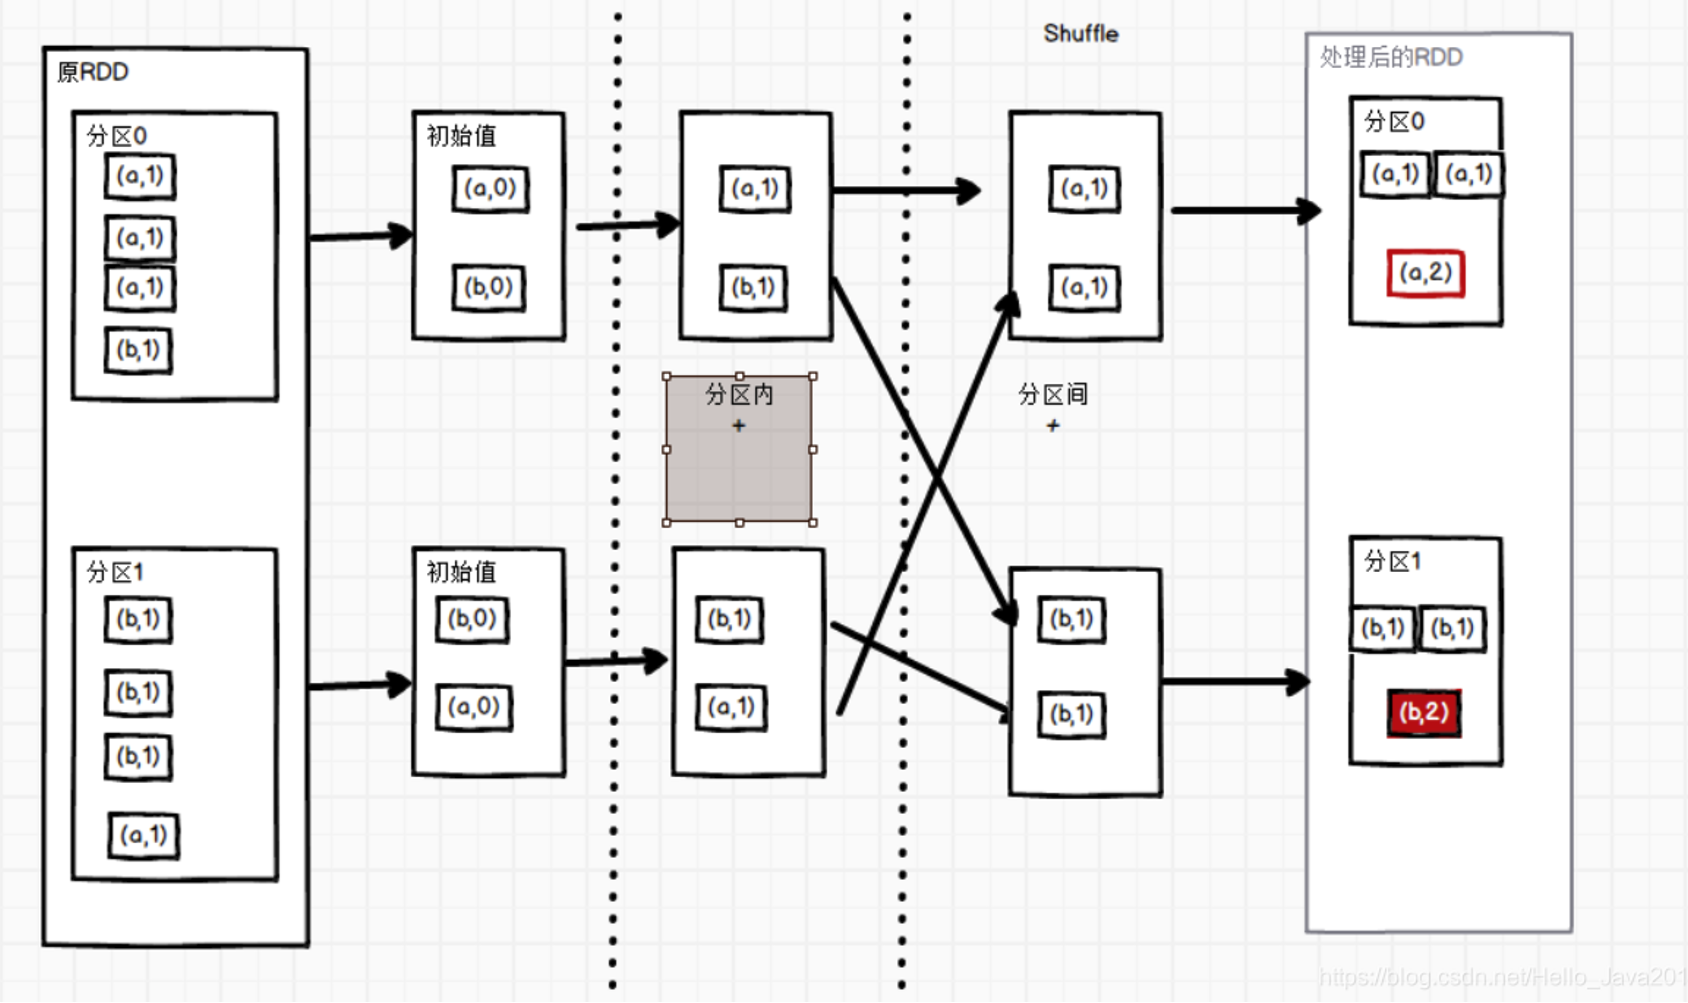 Shuffle
原RDD
分区0
(a,1)
(a,1)
(a,1)
(b,1)
分区1
(b,1)
(b,1)
(b,1)
(a,1)
初始值
(a,0)
(b,0)
初始值
(b,0)
(a,0)
(a,1)
(b,1)
分区内
+
(b,1)
(a,1)
(a,1)
(a,1)
分区间
+
(b,1)
(b,1)
处理后的RDD
分区0
(a,1) (a,1)
(a,2)
分区1
(b,1) (b,1)
(b,2)
https://blog.csdn.net/Hello_Java201